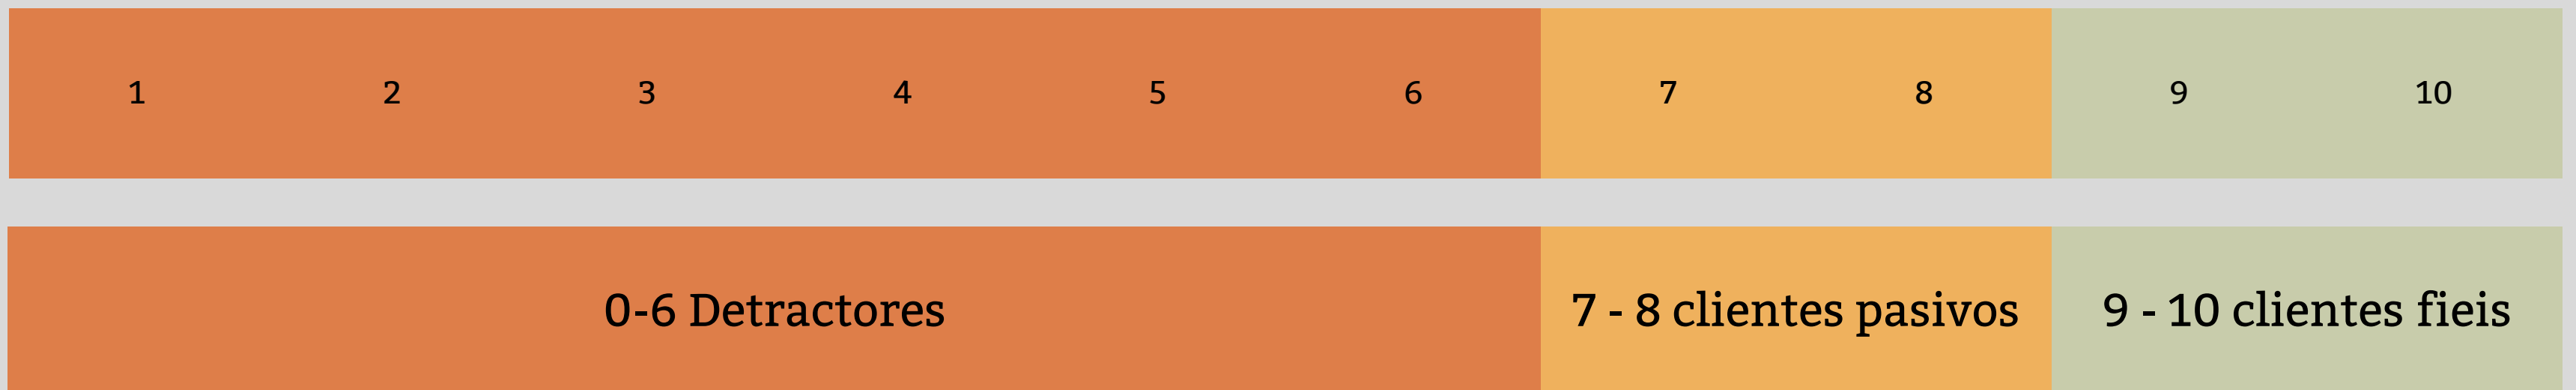 1 2 3 4 5 6 7 8 9 10
0-6 Detractores 7 - 8 clientes pasivos 9 - 10 clientes fieis